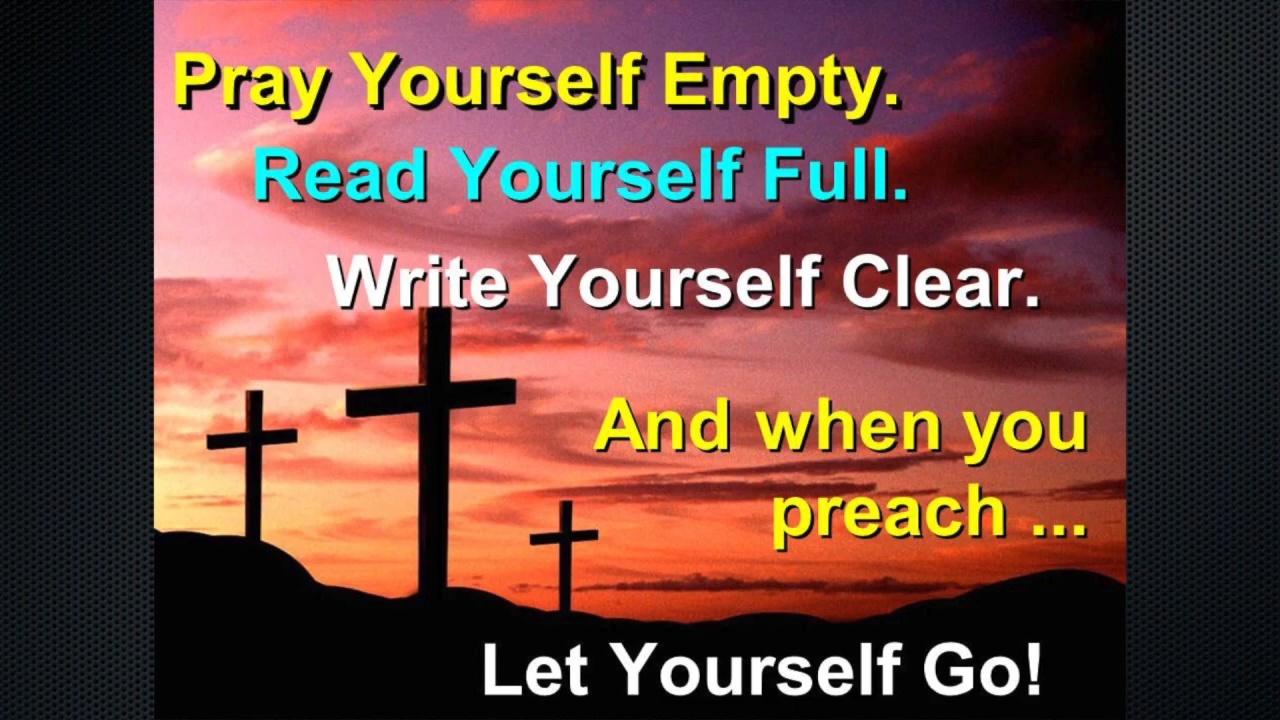 Pray Yourself Empty.
Read Yourself Full.
Write Yourself Clear.
And when you
preach ...
Let Yourself Go!